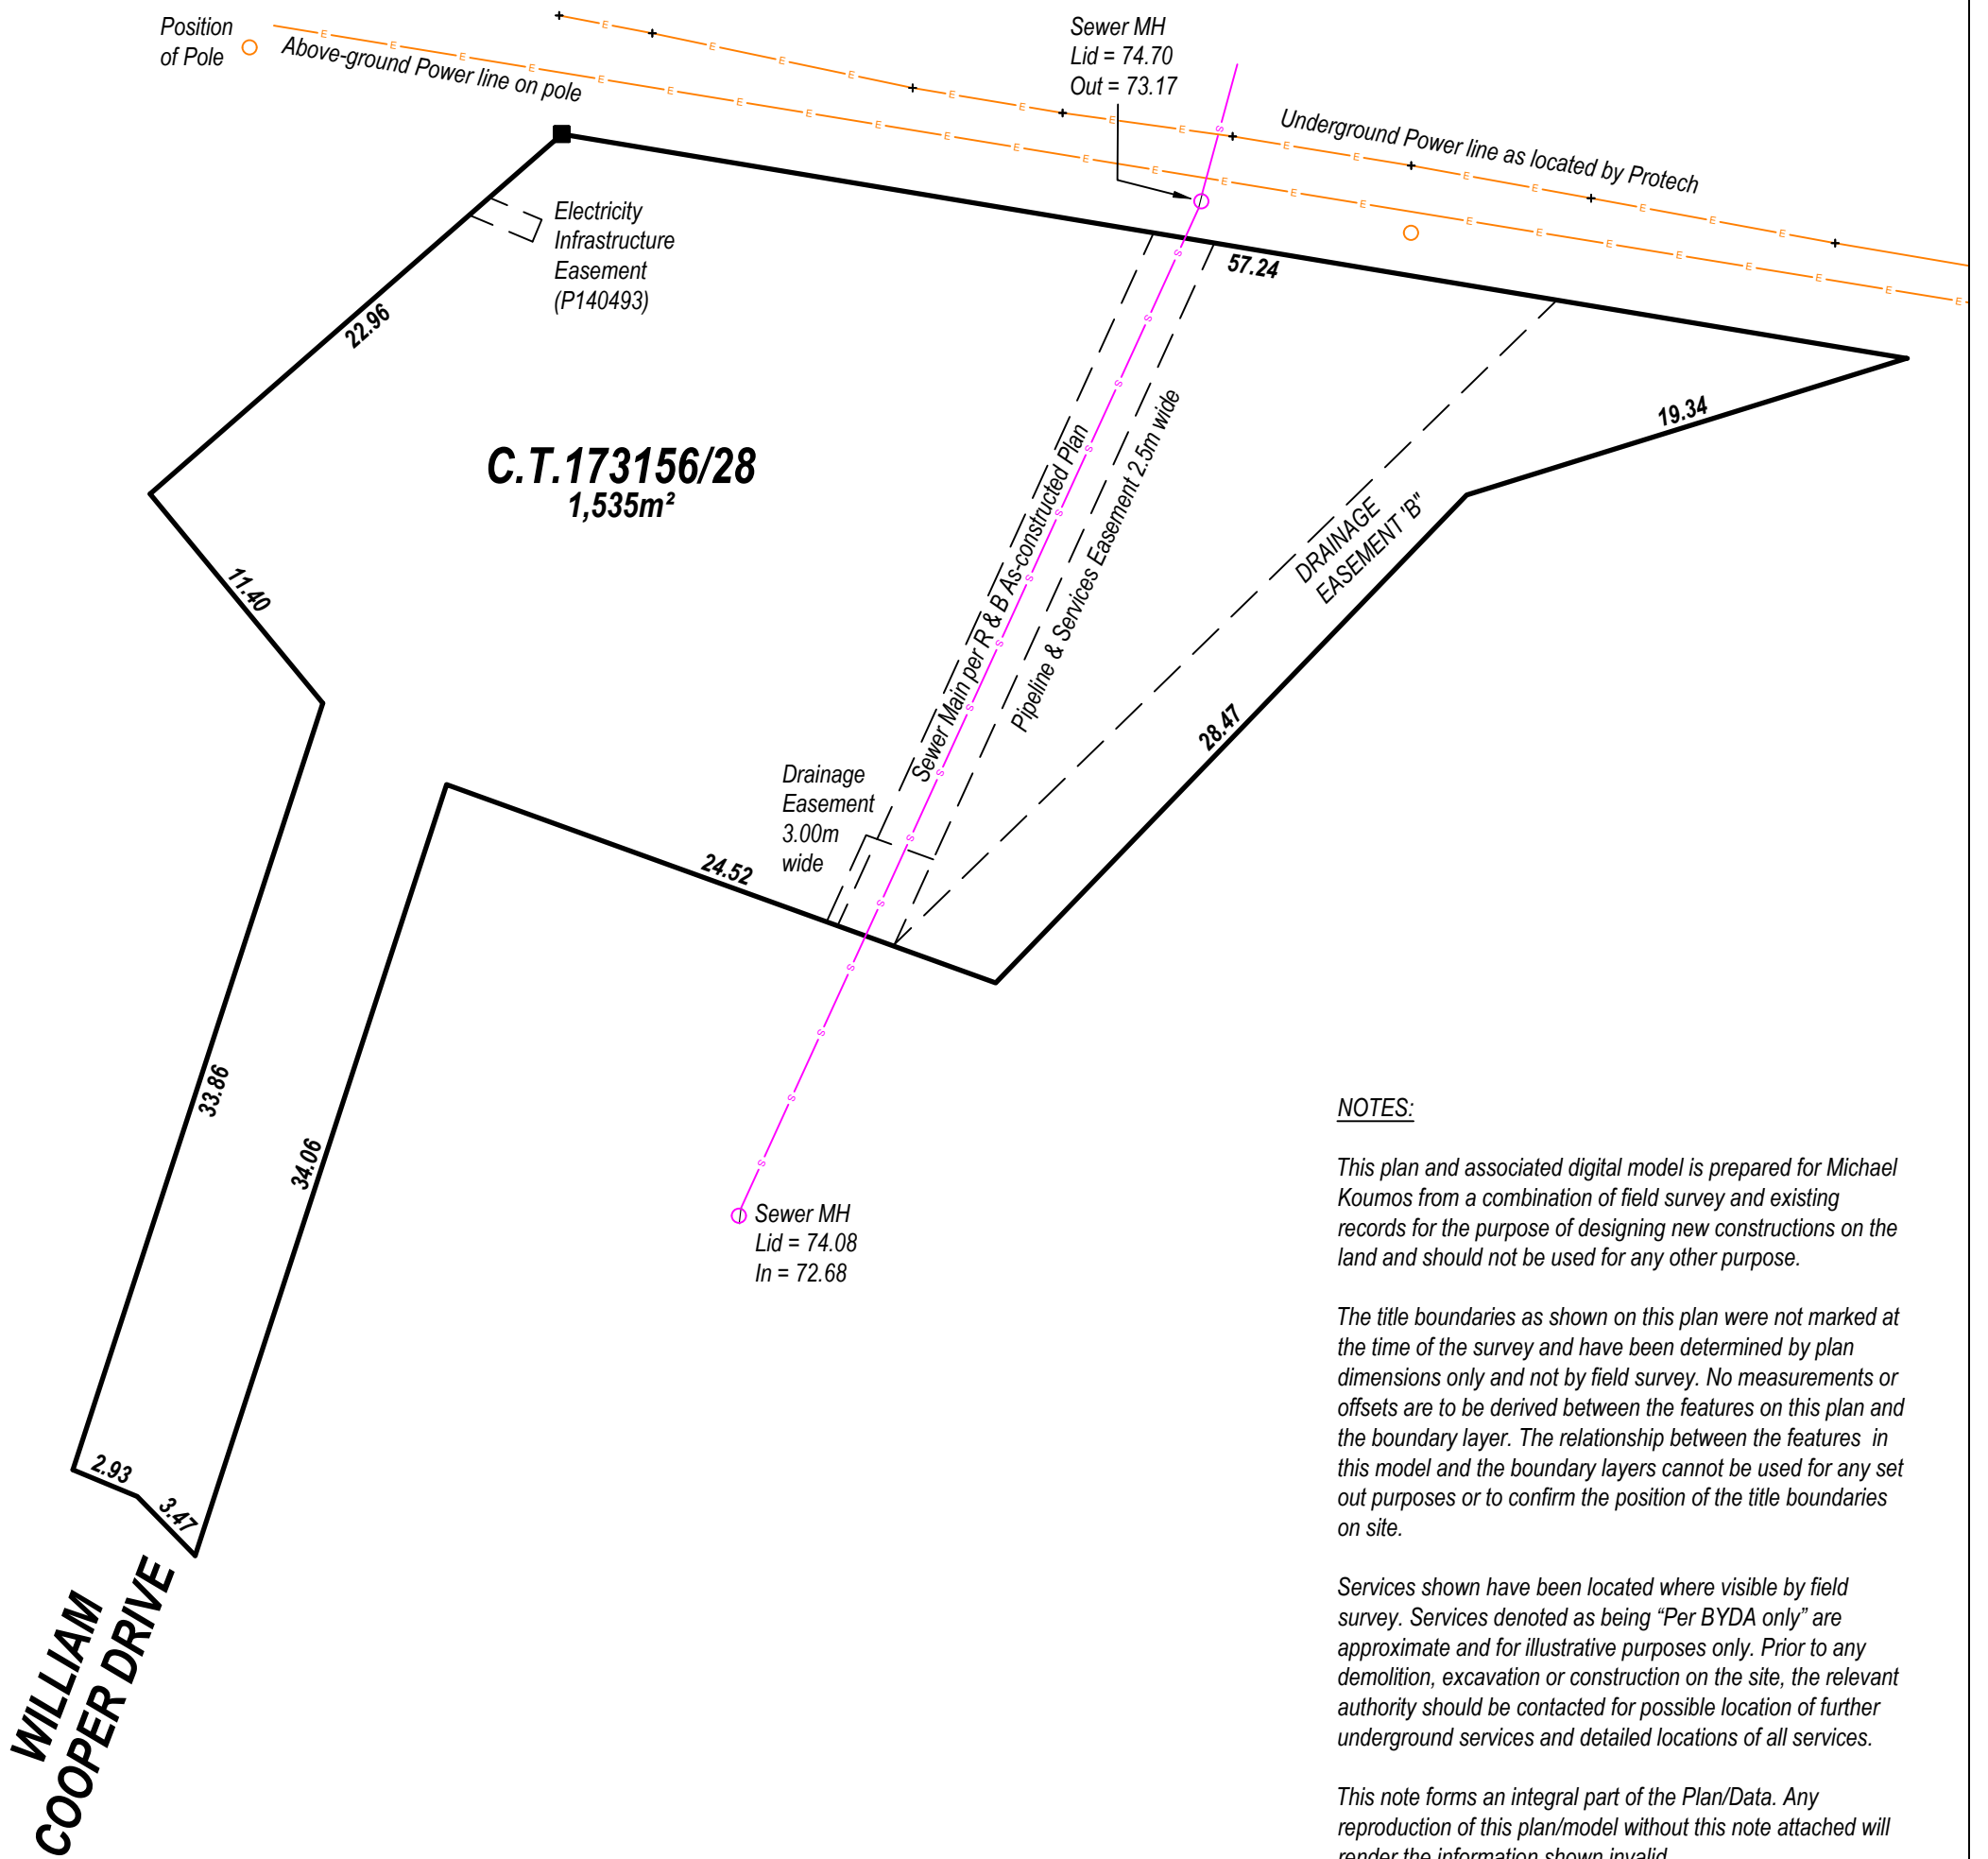 Position
of Pole
Above-ground Power line on pole
Sewer MH
Lid = 74.70
Out = 73.17
Underground Power line as located by Protech
Electricity
Infrastructure
Easement
(P140493)
57.24
22.96
19.34
C.T.173156/28
1,535m²
Sewer Main per R & B As-constructed Plan
Pipeline & Services Easement 2.5m wide
DRAINAGE
EASEMENT 'B"
11.40
28.47
Drainage
Easement
3.00m
wide
24.52
33.86
34.06
Sewer MH
Lid = 74.08
In = 72.68
2.93
3.47
WILLIAM
COOPER DRIVE
NOTES:
This plan and associated digital model is prepared for Michael
Koumos from a combination of field survey and existing
records for the purpose of designing new constructions on the
land and should not be used for any other purpose.
The title boundaries as shown on this plan were not marked at
the time of the survey and have been determined by plan
dimensions only and not by field survey. No measurements or
offsets are to be derived between the features on this plan and
the boundary layer. The relationship between the features in
this model and the boundary layers cannot be used for any set
out purposes or to confirm the position of the title boundaries
on site.
Services shown have been located where visible by field
survey. Services denoted as being “Per BYDA only” are
approximate and for illustrative purposes only. Prior to any
demolition, excavation or construction on the site, the relevant
authority should be contacted for possible location of further
underground services and detailed locations of all services.
This note forms an integral part of the Plan/Data. Any
reproduction of this plan/model without this note attached will
render the information shown invalid.